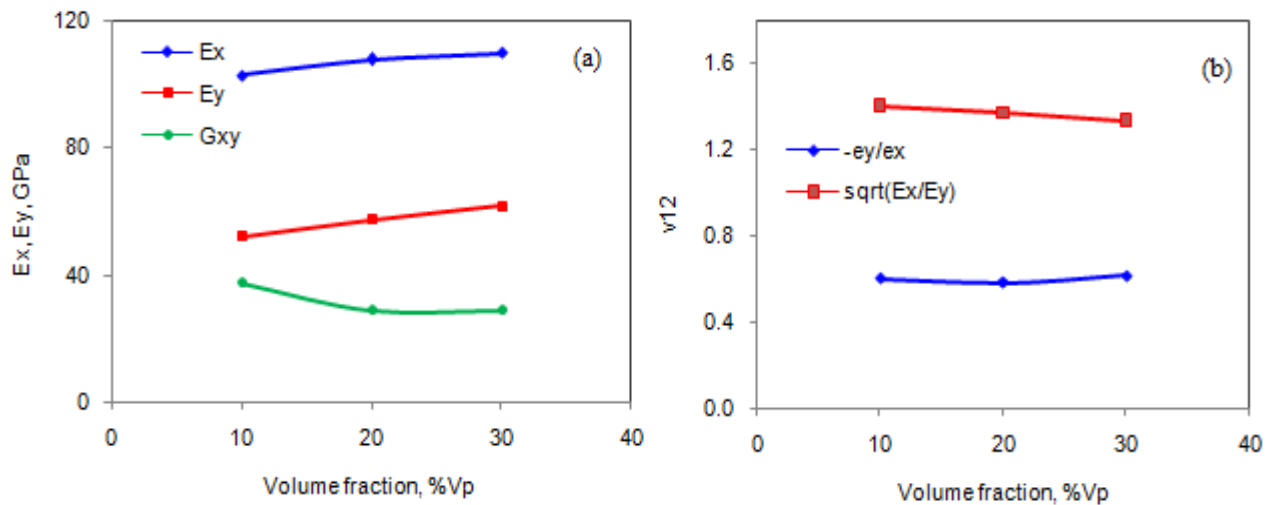 120
80
40
0
Ex, Ey, GPa
Ex
Ey
Gxy
(a)
0 10 20 30 40
Volume fraction, %Vp
1.6
1.2
0.8
0.4
0.0
v12
(b)
-ey/ex
sqrt(Ex/Ey)
0 10 20 30 40
Volume fraction, %Vp